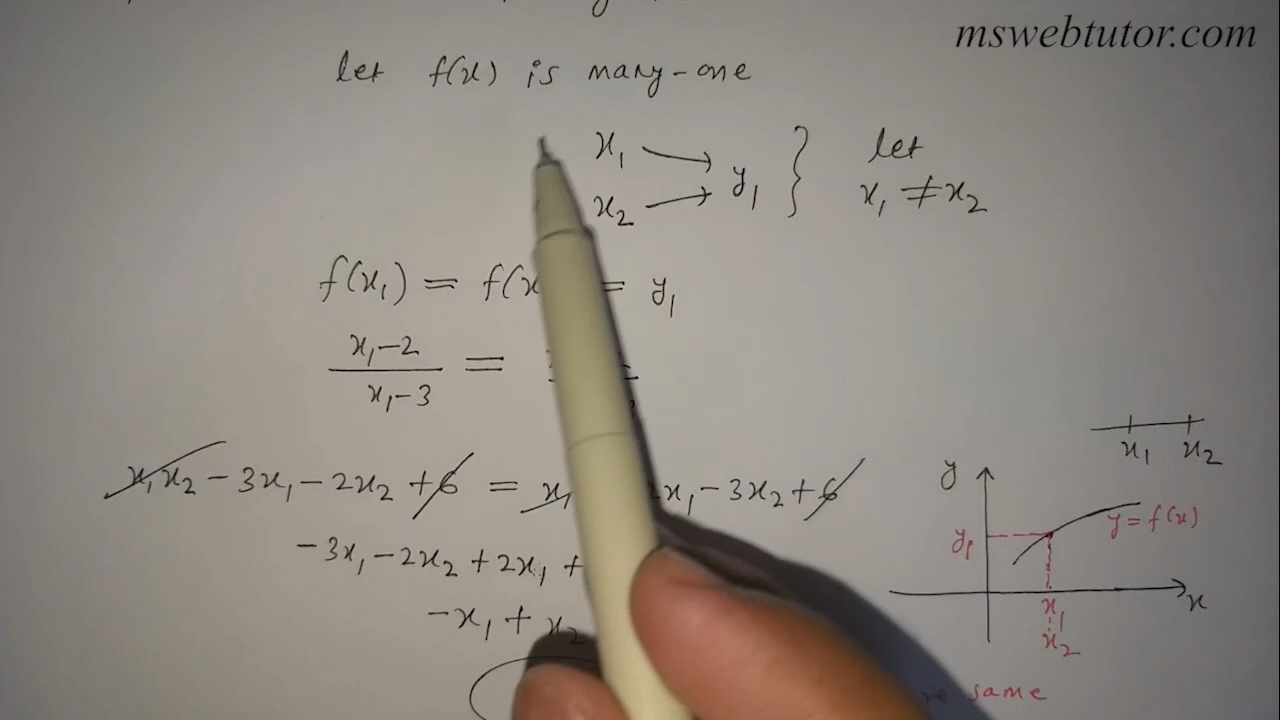 mswebtutor.com
let f(x) is many-one
x₁ → y₁ } let
x₂ → x₁ ≠ x₂
f(x₁) = f(x = y₁
x₁-2 =
x₁-3
x₁x₂ - 3x₁ - 2x₂ + 6 = x₁ 2x₁ - 3x₂ + 6
-3x₁ - 2x₂ + 2x₁ +
-x₁ + x₂
x₁ x₂
y
y = f(x)
y₁
x
x₁
x₂
same